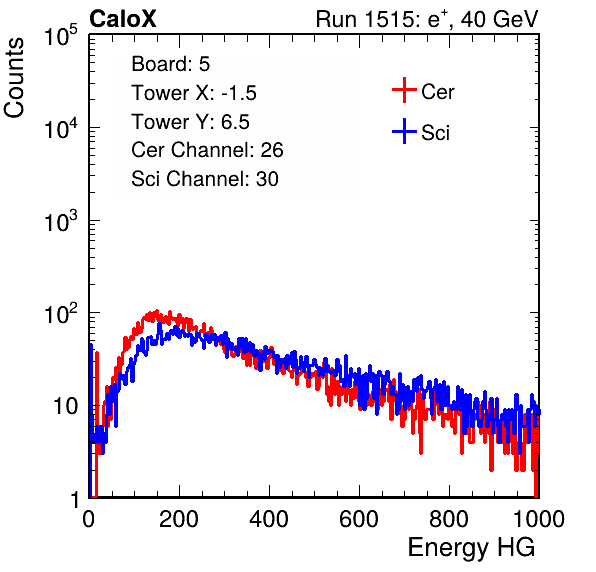 CaloX Run 1515: e⁺, 40 GeV
Counts
Board: 5
Tower X: -1.5
Tower Y: 6.5
Cer Channel: 26
Sci Channel: 30
Cer
Sci
10⁵
10⁴
10³
10²
10
1
0 200 400 600 800 1000
Energy HG